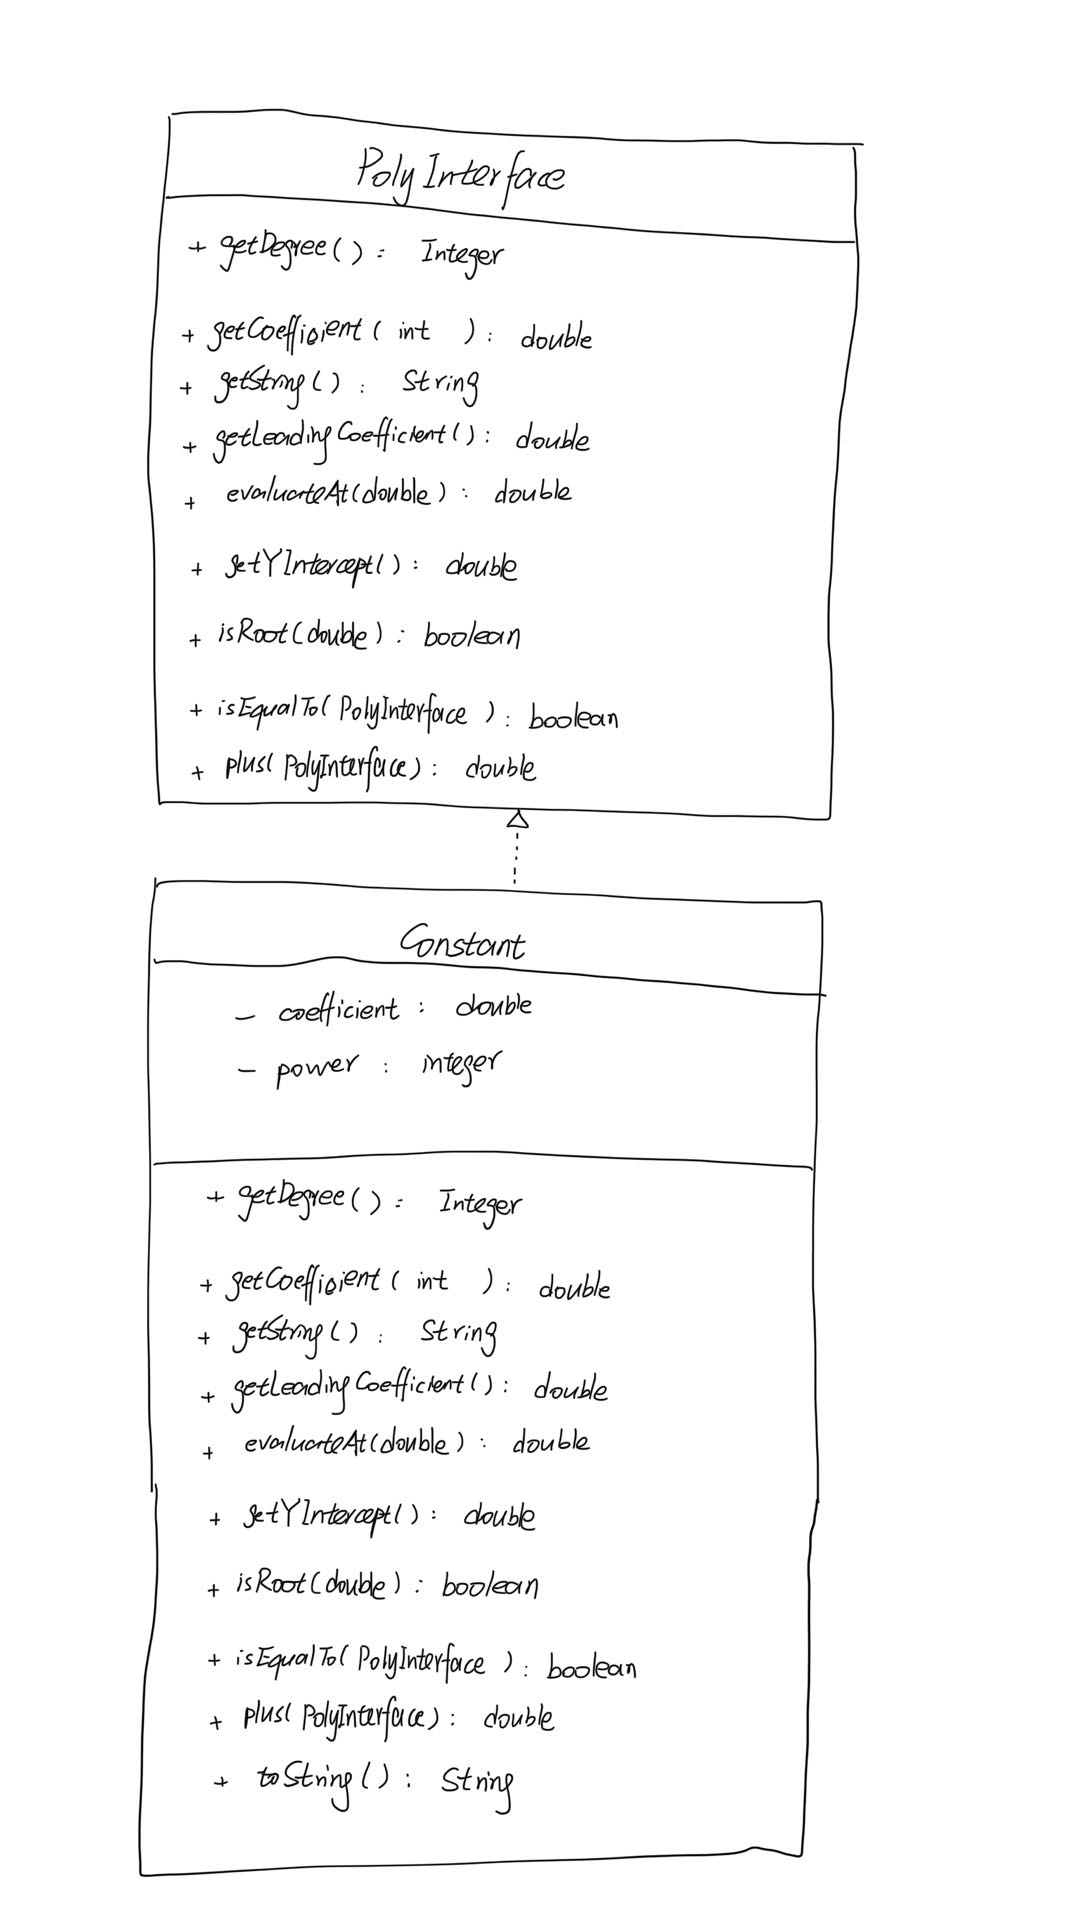 PolyInterface
+ getDegree() : Integer
+ getCoefficient( int ) : double
+ getString() : String
+ getLeadingCoefficient() : double
+ evaluateAt(double) : double
+ getYIntercept() : double
+ isRoot(double) : boolean
+ isEqualTo( PolyInterface ) : boolean
+ plus( PolyInterface) : double
Constant
- coefficient : double
- power : integer
+ getDegree() : Integer
+ getCoefficient( int ) : double
+ getString() : String
+ getLeadingCoefficient() : double
+ evaluateAt(double) : double
+ getYIntercept() : double
+ isRoot(double) : boolean
+ isEqualTo( PolyInterface ) : boolean
+ plus( PolyInterface) : double
+ toString() : String